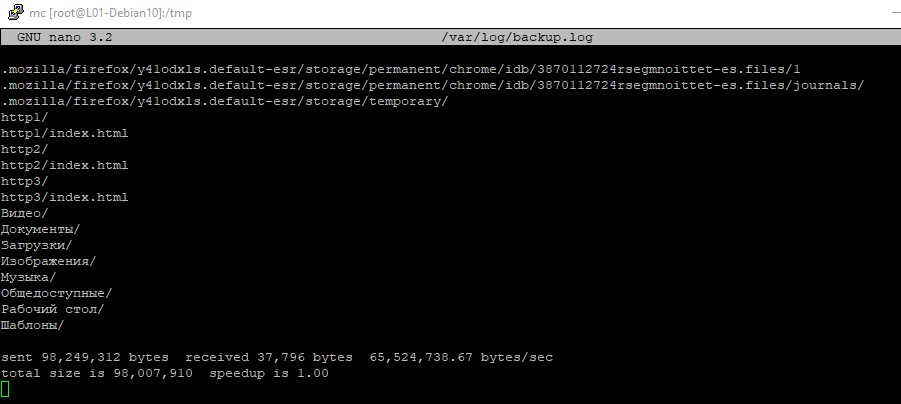 mc [root@L01-Debian10]:/tmp
GNU nano 3.2 /var/log/backup.log
.mozilla/firefox/y41odxls.default-esr/storage/permanent/chrome/idb/3870112724rsegmnoittet-es.files/1
.mozilla/firefox/y41odxls.default-esr/storage/permanent/chrome/idb/3870112724rsegmnoittet-es.files/journals/
.mozilla/firefox/y41odxls.default-esr/storage/temporary/
http1/
http1/index.html
http2/
http2/index.html
http3/
http3/index.html
Видео/
Документы/
Загрузки/
Изображения/
Музыка/
Общедоступные/
Рабочий стол/
Шаблоны/
sent 98,249,312 bytes  received 37,796 bytes  65,524,738.67 bytes/sec
total size is 98,007,910  speedup is 1.00